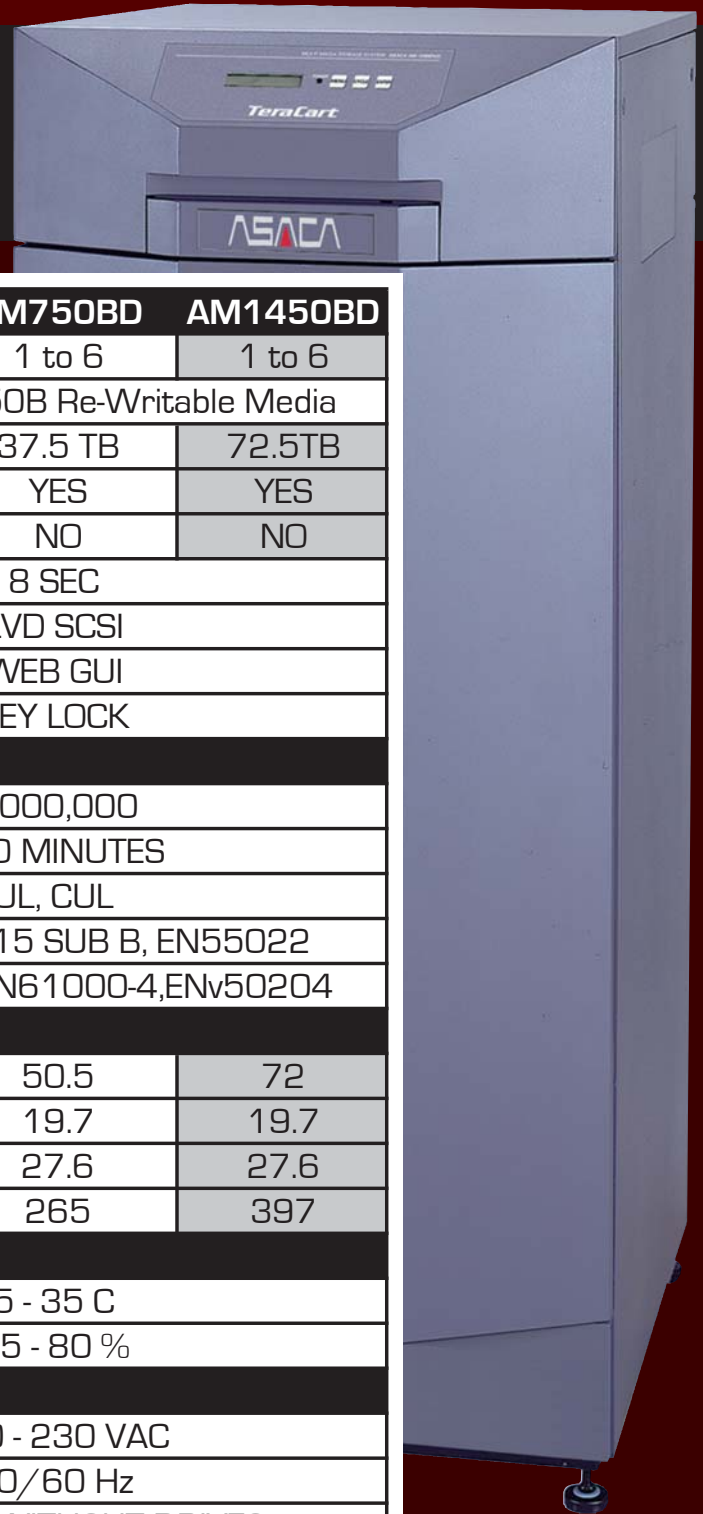 TeraCart
ASACA
M750BD AM1450BD
1 to 6 1 to 6
50B Re-Writable Media
37.5 TB 72.5TB
YES YES
NO NO
8 SEC
VD SCSI
WEB GUI
EY LOCK
000,000
0 MINUTES
UL, CUL
15 SUB B, EN55022
N61000-4,ENv50204
50.5 72
19.7 19.7
27.6 27.6
265 397
5 - 35 C
5 - 80 %
0 - 230 VAC
0/60 Hz